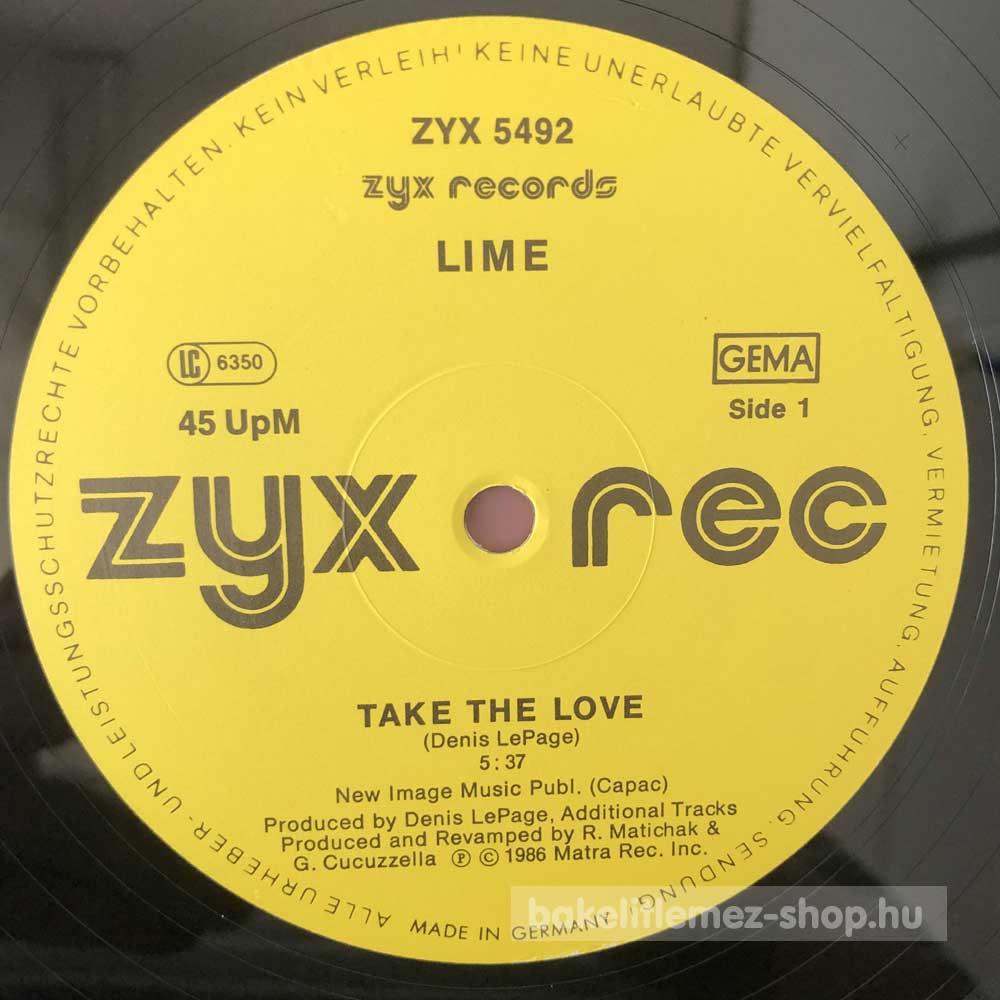 ALLE URHEBER- UND LEISTUNGSSCHUTZRECHTE VORBEHALTEN. KEIN VERLEIH! KEINE UNERLAUBTE VERVIELFÄLTIGUNG, VERMIETUNG, AUFFÜHRUNG, SENDUNG!
ZYX 5492
zyx records
LIME
LC 6350
GEMA
45 UpM
Side 1
zyx rec
TAKE THE LOVE
(Denis LePage)
5:37
New Image Music Publ. (Capac)
Produced by Denis LePage, Additional Tracks
Produced and Revamped by R. Matichak &
G. Cucuzzella Ⓟ © 1986 Matra Rec. Inc.
MADE IN GERMANY
bakelitlemez-shop.hu